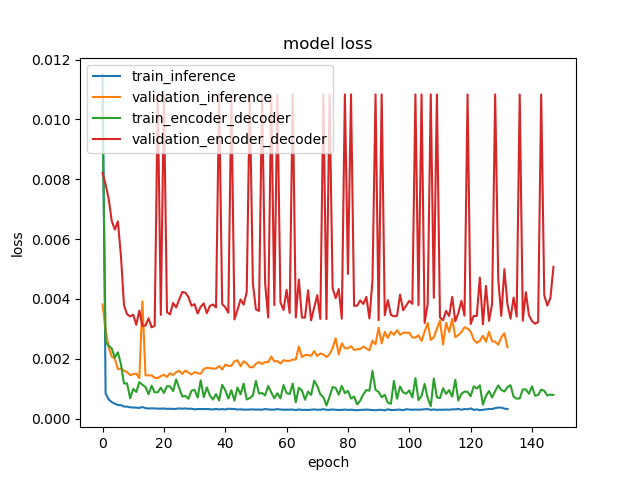 model loss
train_inference
validation_inference
train_encoder_decoder
validation_encoder_decoder
0.012
0.010
0.008
0.006
0.004
0.002
0.000
loss
0 20 40 60 80 100 120 140
epoch